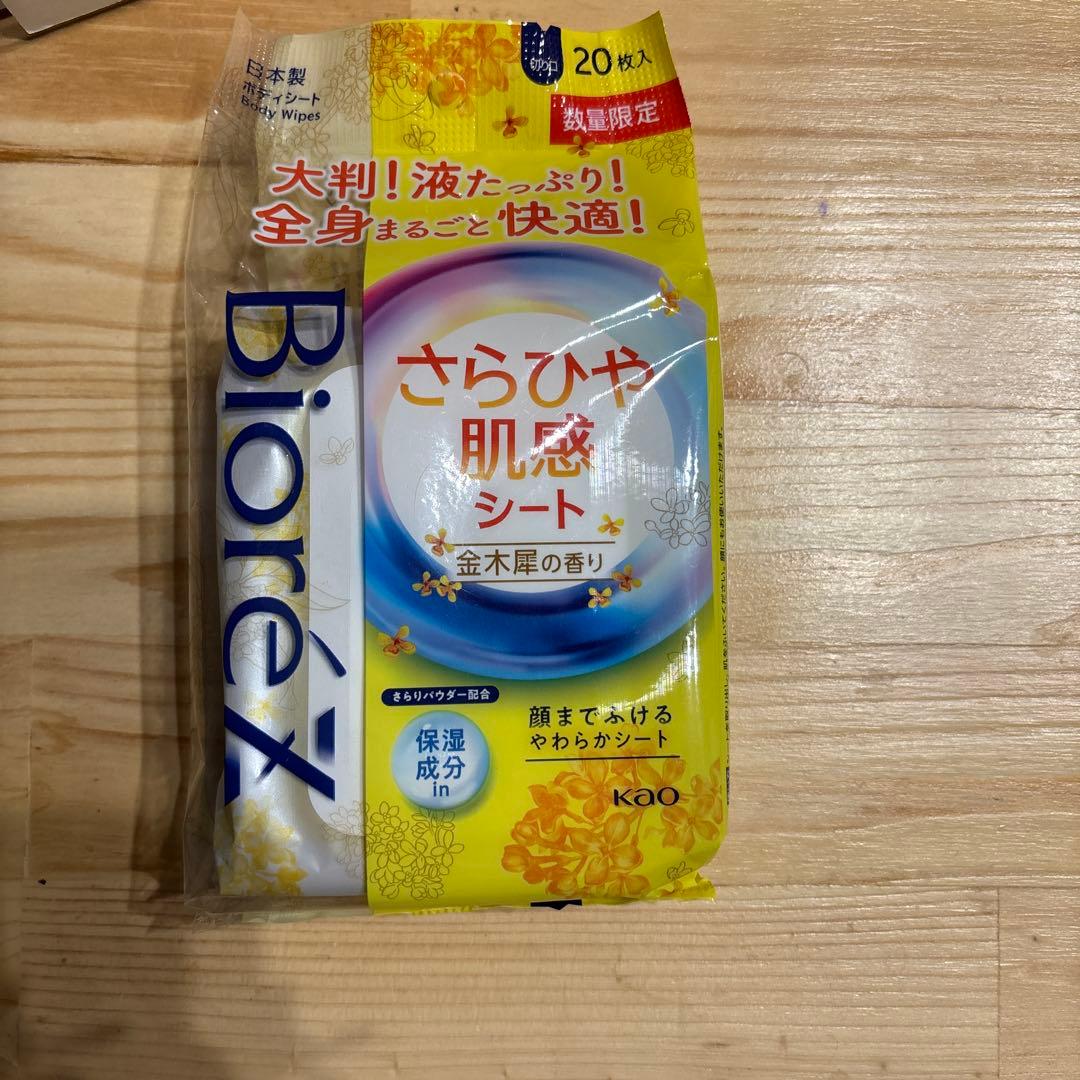 日本製
ボディシート
Body Wipes
切り口
20枚入
数量限定
大判！液たっぷり！
全身まるごと快適！
BioréZ
さらひや
肌感
シート
金木犀の香り
さらりパウダー配合
保湿
成分
in
顔までふける
やわらかシート
Kao